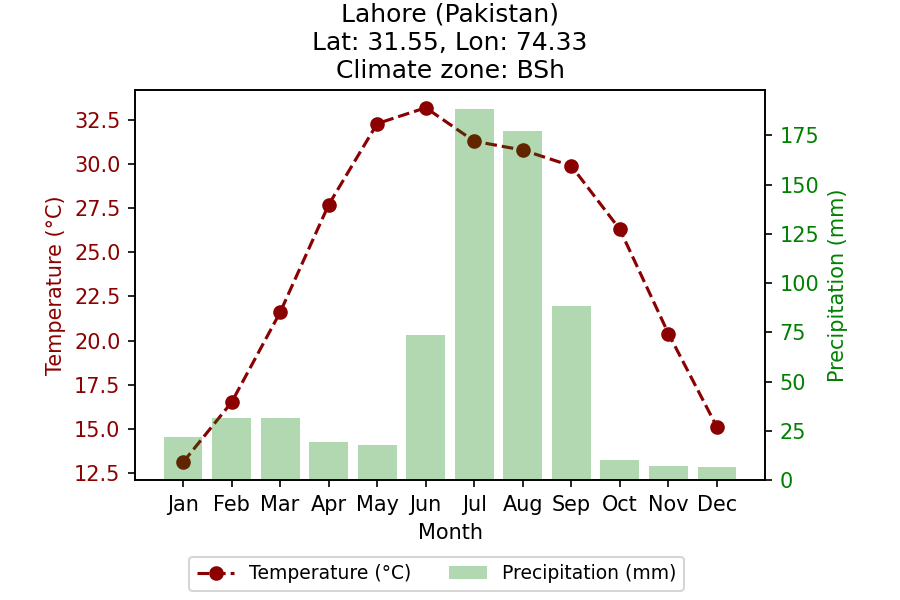 Lahore (Pakistan)
Lat: 31.55, Lon: 74.33
Climate zone: BSh
Temperature (°C)
32.5
30.0
27.5
25.0
22.5
20.0
17.5
15.0
12.5
175
150
125
100
75
50
25
0
Precipitation (mm)
Jan Feb Mar Apr May Jun Jul Aug Sep Oct Nov Dec
Month
Temperature (°C) Precipitation (mm)